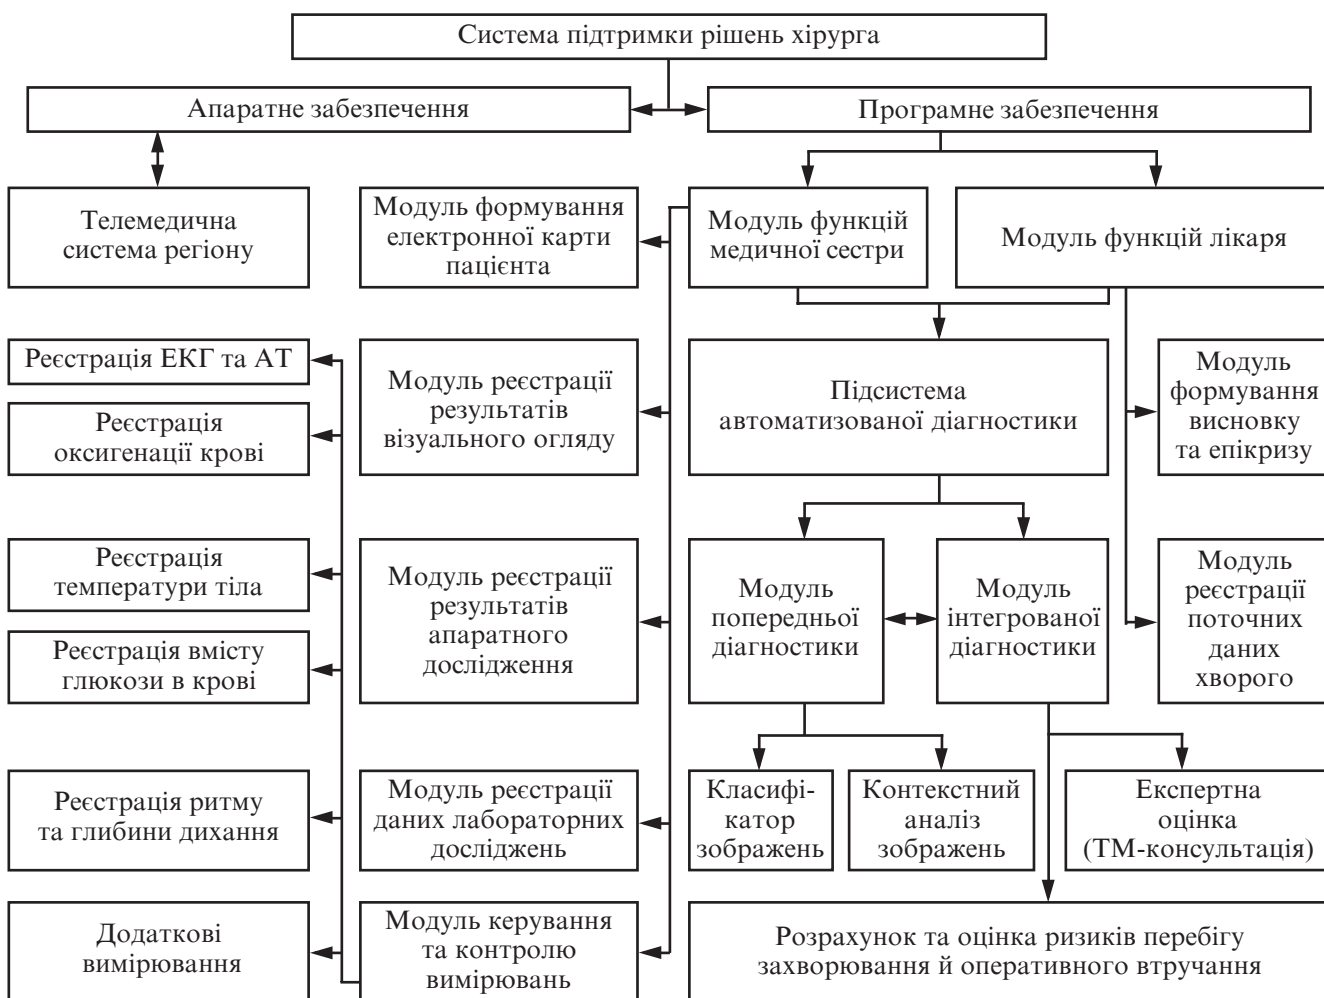 Система підтримки рішень хірурга
Апаратне забезпечення
Програмне забезпечення
Телемедична
система регіону
Модуль формування
електронної карти
пацієнта
Модуль функцій
медичної сестри
Модуль функцій лікаря
Реєстрація ЕКГ та АТ
Реєстрація
оксигенації крові
Модуль реєстрації
результатів
візуального огляду
Підсистема
автоматизованої діагностики
Модуль
формування
висновку
та епікризу
Реєстрація
температури тіла
Реєстрація вмісту
глюкози в крові
Модуль реєстрації
результатів
апаратного
дослідження
Модуль
попередньої
діагностики
Модуль
інтегрованої
діагностики
Модуль
реєстрації
поточних
даних
хворого
Реєстрація ритму
та глибини дихання
Модуль реєстрації
даних лабораторних
досліджень
Класифі-
катор
зображень
Контекстний
аналіз
зображень
Експертна
оцінка
(ТМ-консультація)
Додаткові
вимірювання
Модуль керування
та контролю
вимірювань
Розрахунок та оцінка ризиків перебігу
захворювання й оперативного втручання